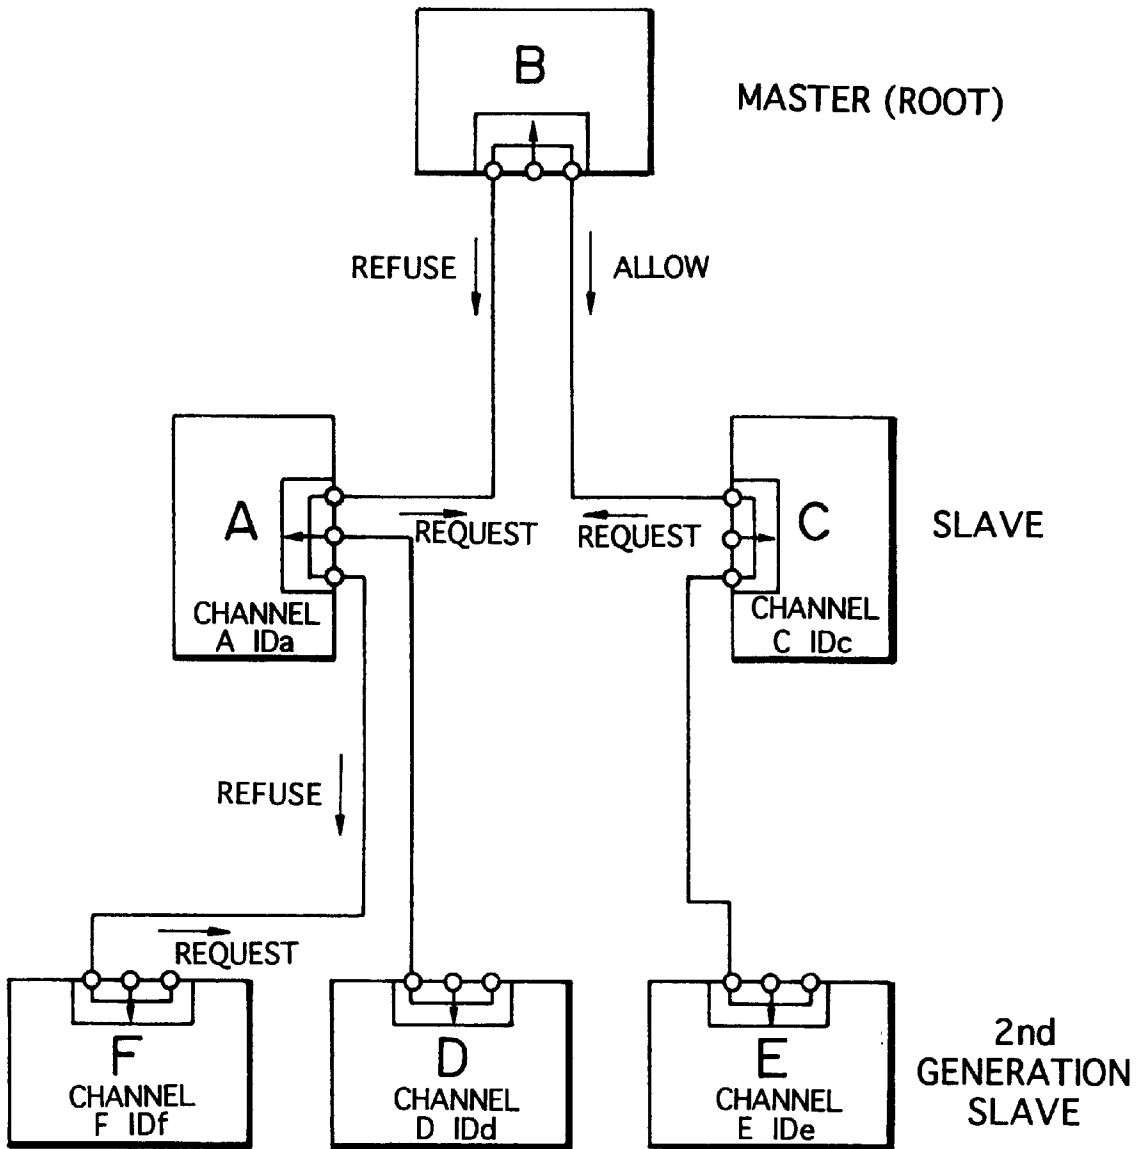 B
MASTER (ROOT)
REFUSE
ALLOW
A
REQUEST
REQUEST
C
SLAVE
CHANNEL
A IDa
CHANNEL
C IDc
REFUSE
REQUEST
F
CHANNEL
F IDf
D
CHANNEL
D IDd
E
CHANNEL
E IDe
2nd
GENERATION
SLAVE